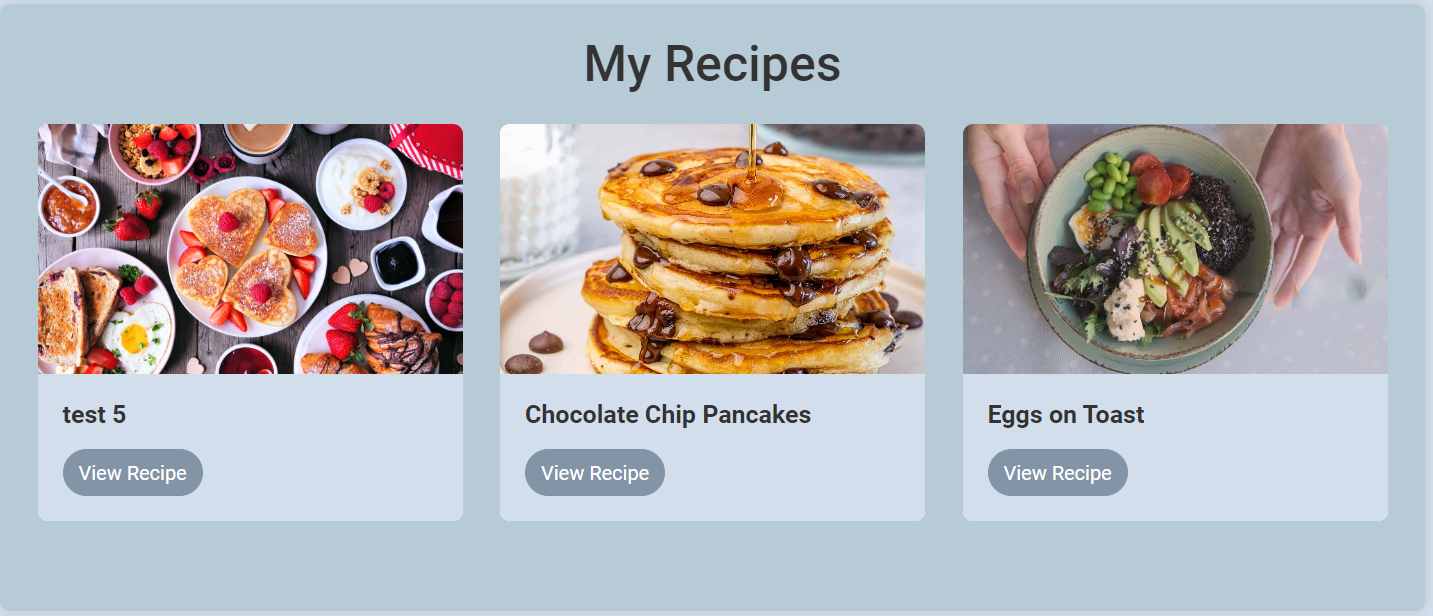 My Recipes
test 5
Chocolate Chip Pancakes
Eggs on Toast
View Recipe
View Recipe
View Recipe